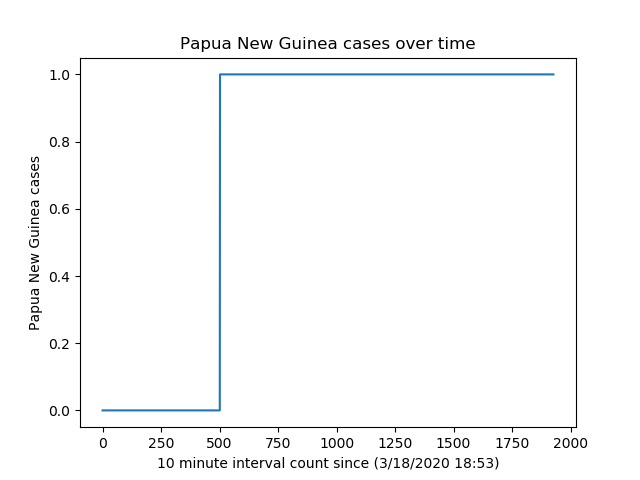 Papua New Guinea cases over time
Papua New Guinea cases
1.0
0.8
0.6
0.4
0.2
0.0
0 250 500 750 1000 1250 1500 1750 2000
10 minute interval count since (3/18/2020 18:53)